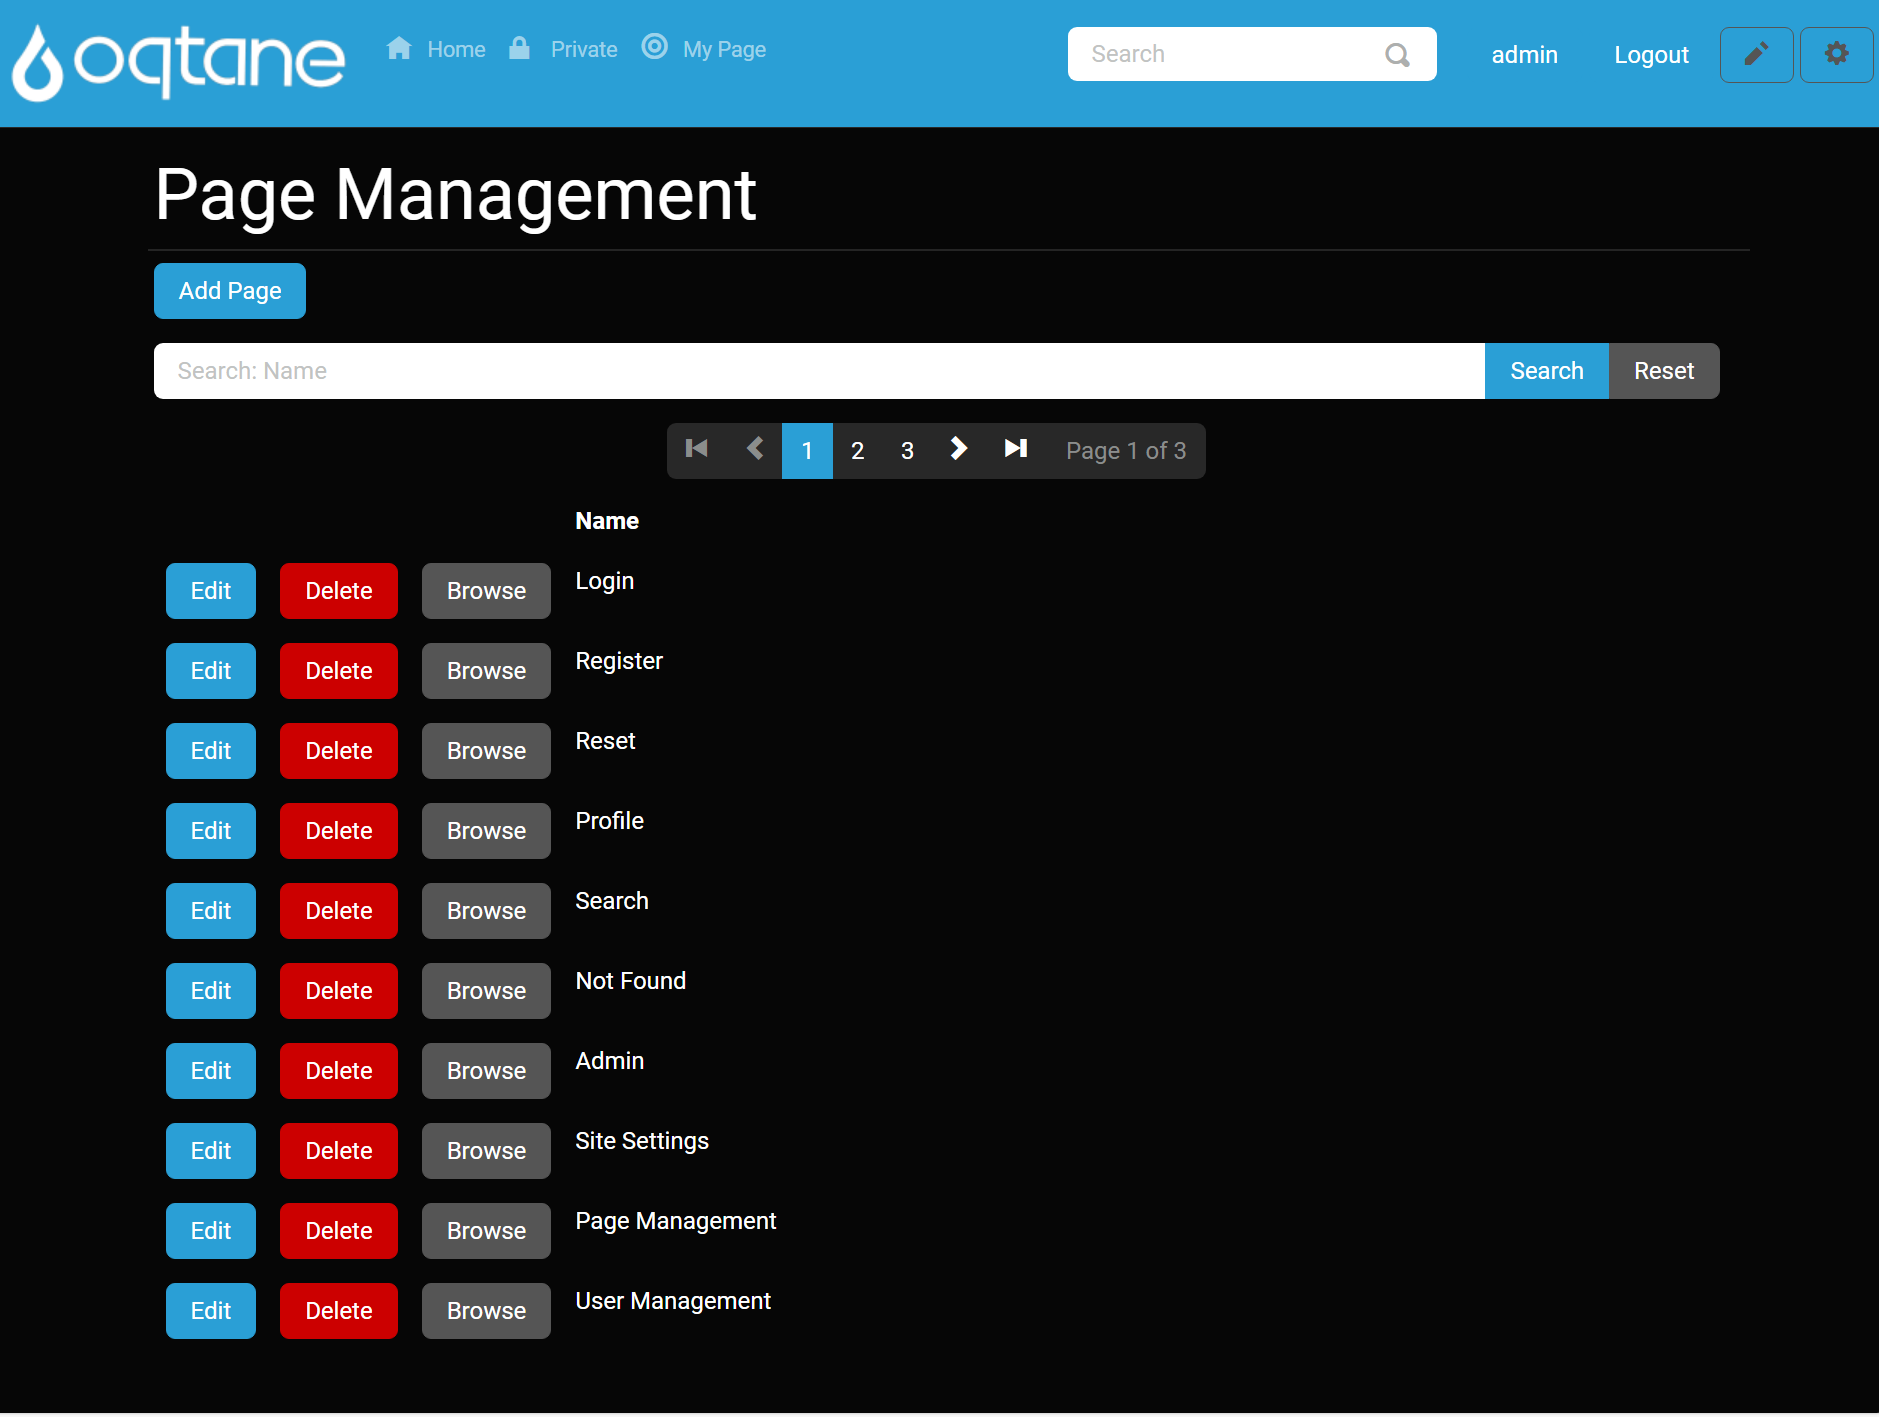 oqtane Home Private My Page Search admin Logout
Page Management
Add Page
Search: Name Search Reset
1 2 3 Page 1 of 3
Name
Edit Delete Browse Login
Edit Delete Browse Register
Edit Delete Browse Reset
Edit Delete Browse Profile
Edit Delete Browse Search
Edit Delete Browse Not Found
Edit Delete Browse Admin
Edit Delete Browse Site Settings
Edit Delete Browse Page Management
Edit Delete Browse User Management